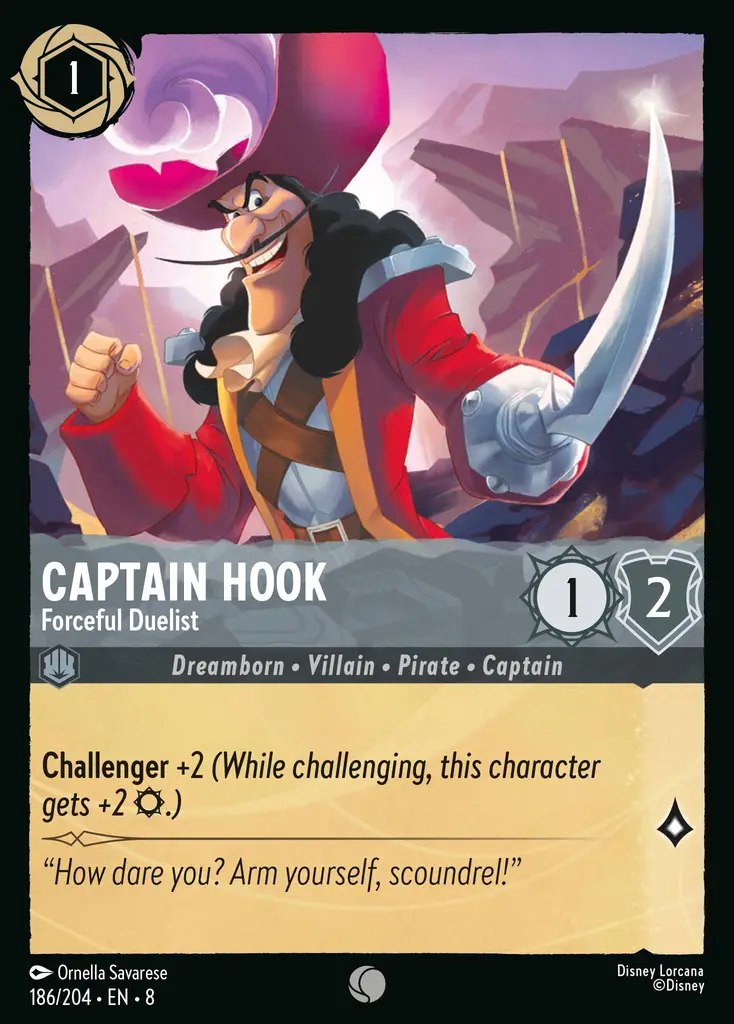 1
CAPTAIN HOOK
Forceful Duelist
1
2
Dreamborn • Villain • Pirate • Captain
Challenger +2 (While challenging, this character
gets +2 .)
“How dare you? Arm yourself, scoundrel!”
Ornella Savarese
186/204 • EN • 8
Disney Lorcana
©Disney